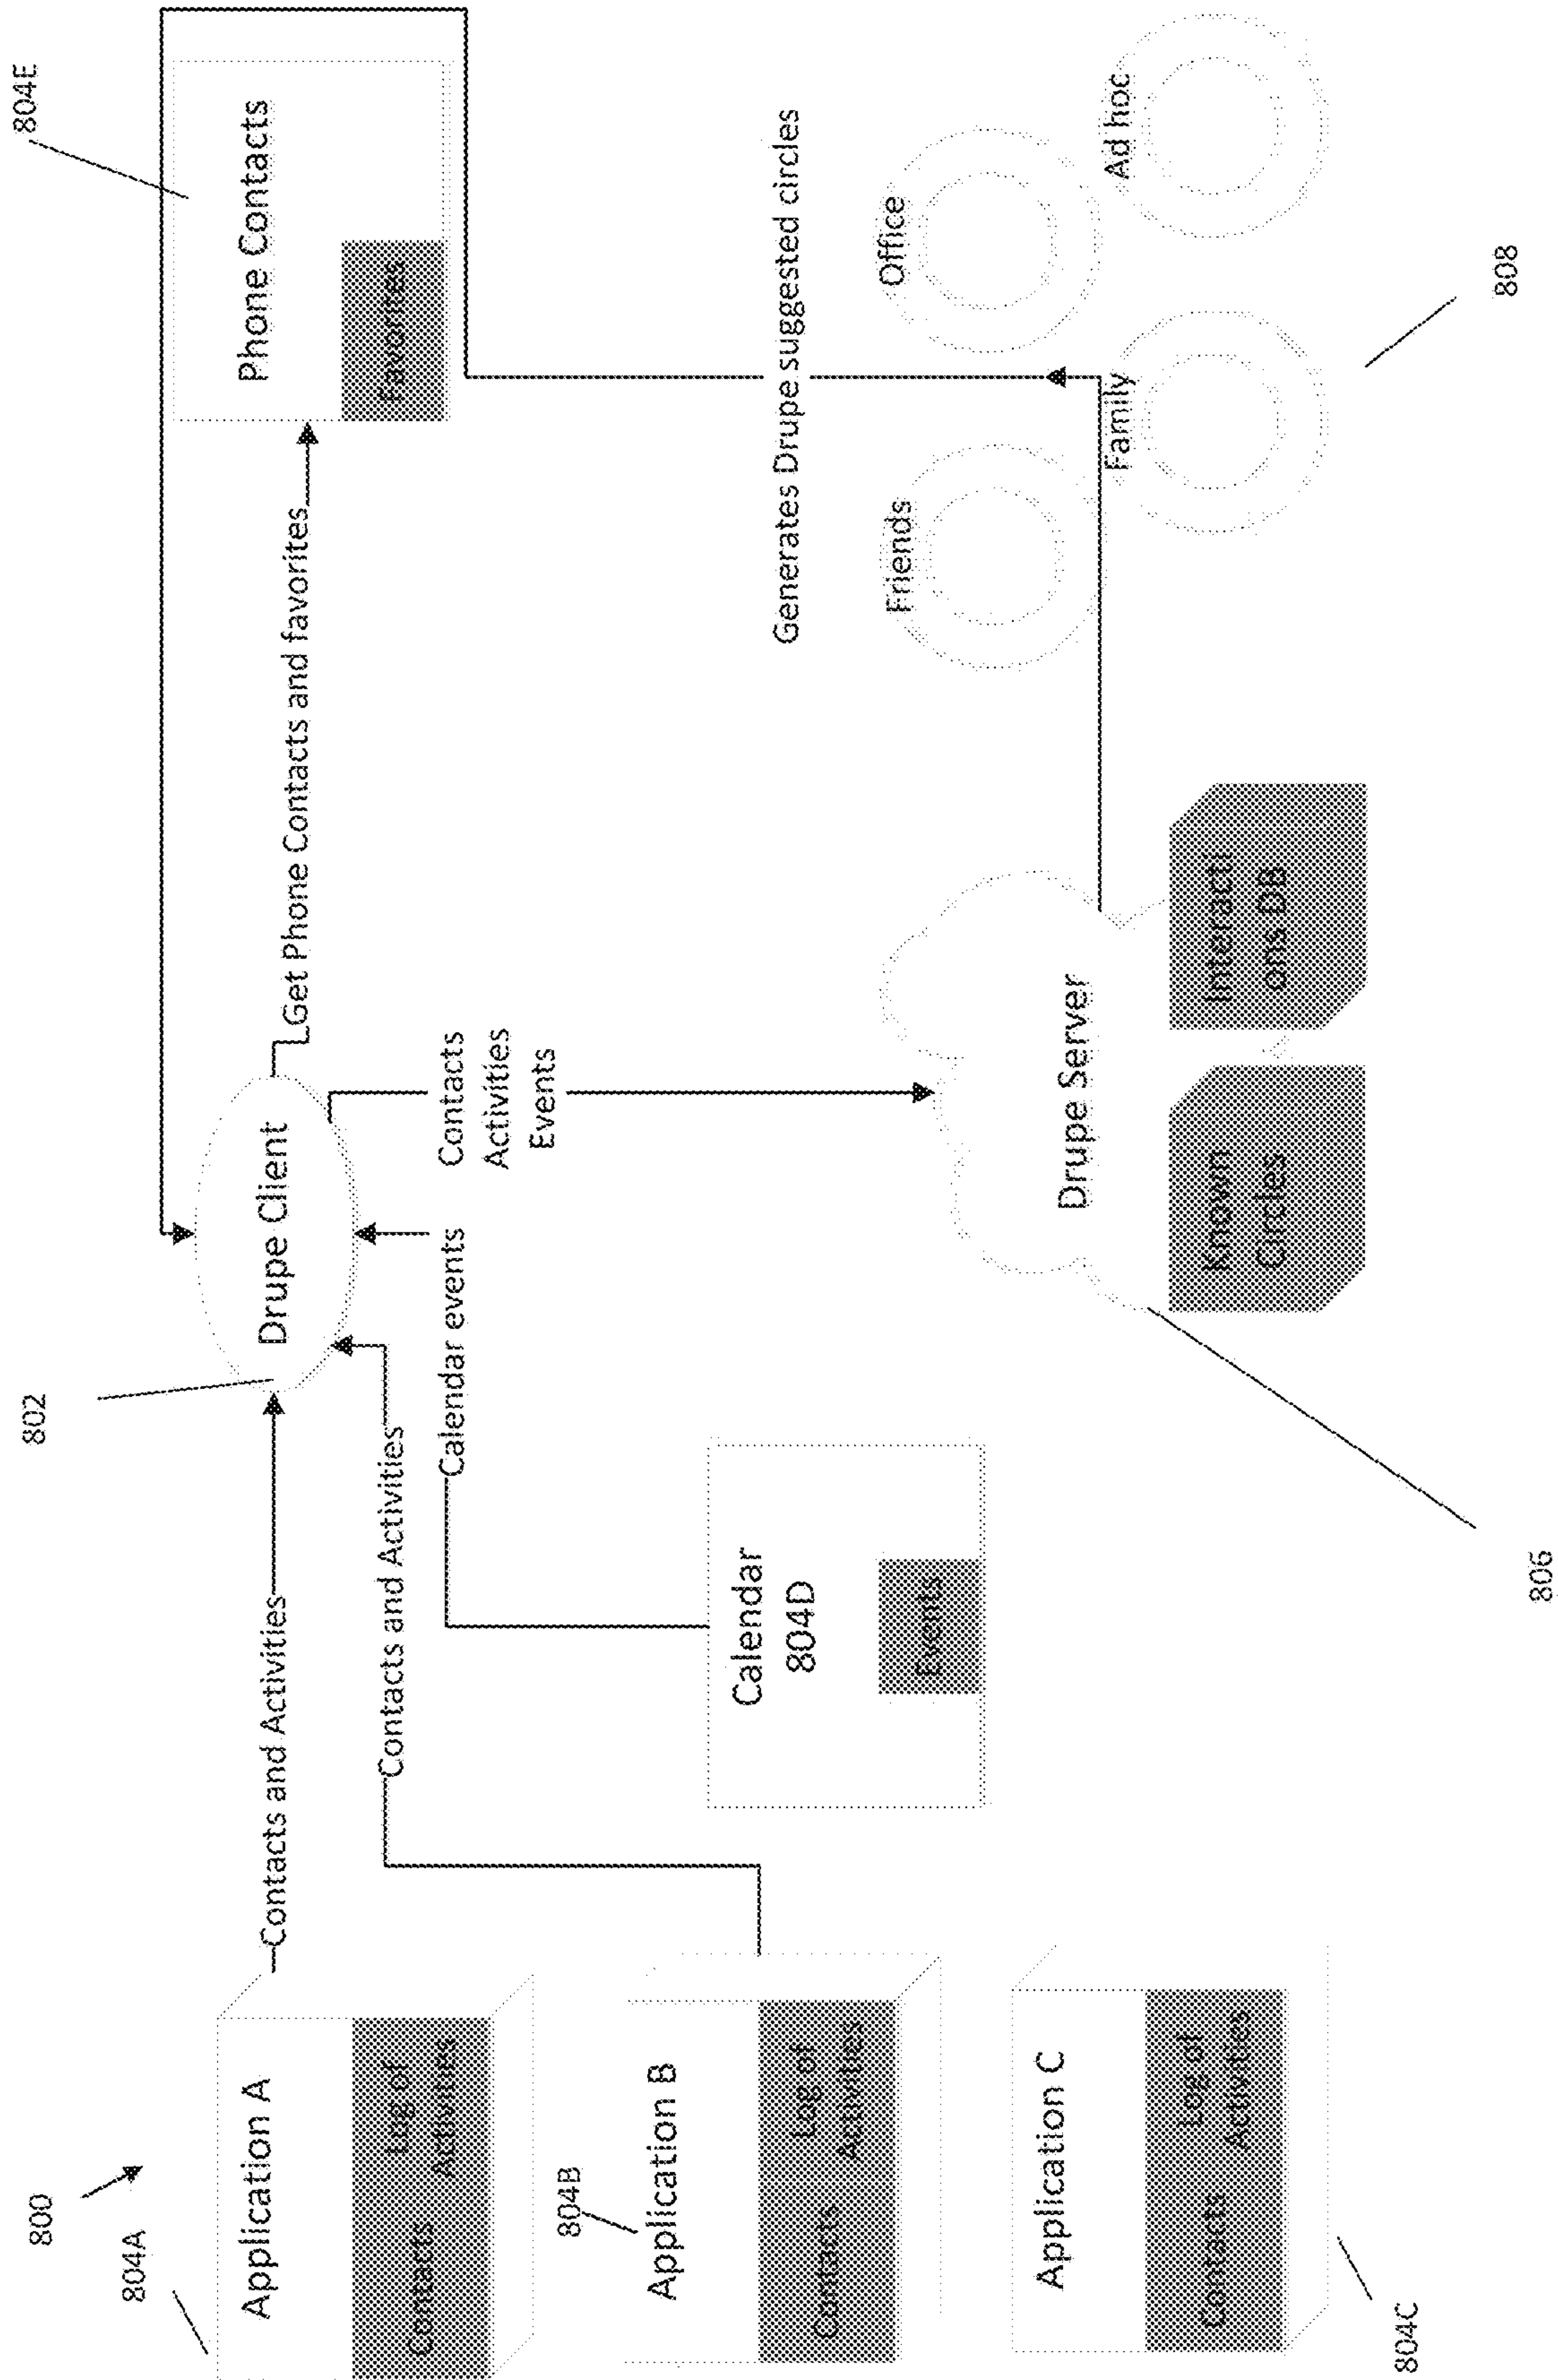 800
804A
Application A
Contacts
Log of
Activities
Contacts and Activities
802
Drupe Client
Get Phone Contacts and favorites
804E
Phone Contacts
Favorites
804B
Application B
Contacts
Log of
Activities
Contacts and Activities
Calendar events
Contacts
Activities
Events
Calendar
804D
Events
Generates Drupe suggested circles
Friends
Office
Family
Ad hoc
808
Application C
Contacts
Log of
Activities
804C
Drupe Server
Known
Circles
Interacti
ons DB
806